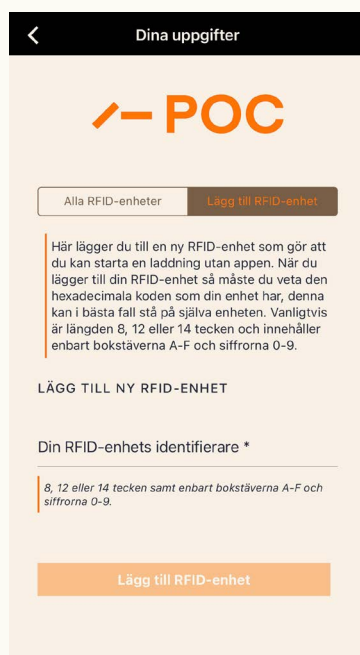 Dina uppgifter
POC
Alla RFID-enheter
Lägg till RFID-enhet
Här lägger du till en ny RFID-enhet som gör att
du kan starta en laddning utan appen. När du
lägger till din RFID-enhet så måste du veta den
hexadecimala koden som din enhet har, denna
kan i bästa fall stå på själva enheten. Vanligtvis
är längden 8, 12 eller 14 tecken och innehåller
enbart bokstäverna A-F och siffrorna 0-9.
LÄGG TILL NY RFID-ENHET
Din RFID-enhets identifierare *
8, 12 eller 14 tecken samt enbart bokstäverna A-F och
siffrorna 0-9.
Lägg till RFID-enhet